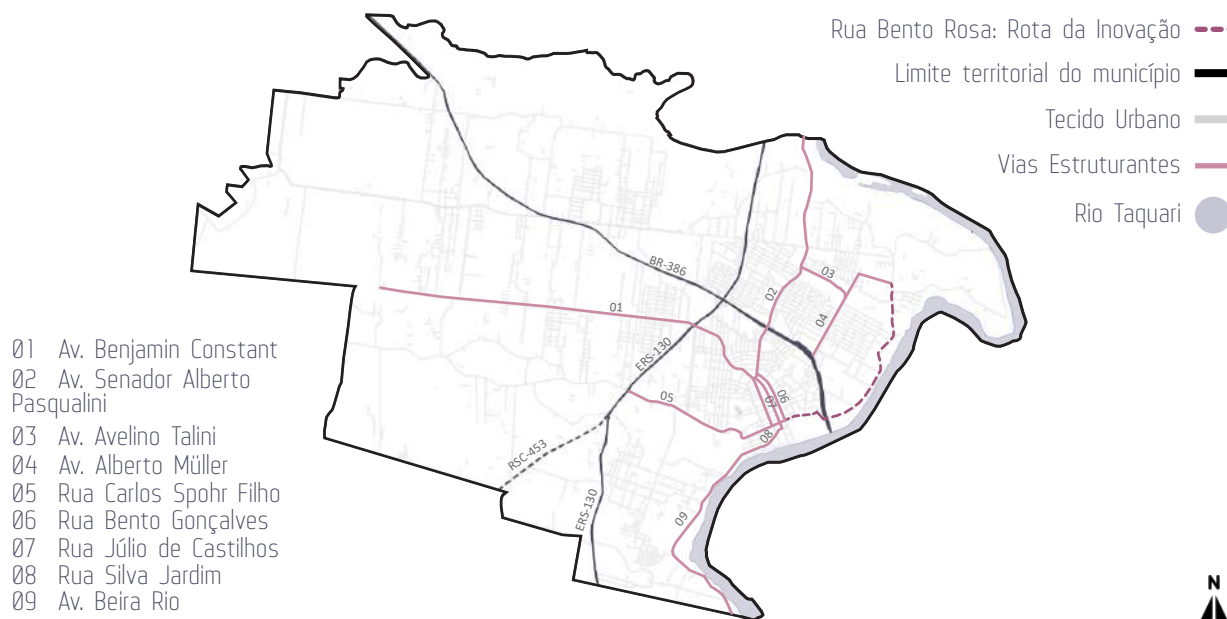 Rua Bento Rosa: Rota da Inovação
Limite territorial do município
Tecido Urbano
Vias Estruturantes
Rio Taquari
BR-386
03
02
04
01
ERS-130
05
06
07
08
RSC-453
ERS-130
09
01 Av. Benjamin Constant
02 Av. Senador Alberto
Pasqualini
03 Av. Avelino Talini
04 Av. Alberto Müller
05 Rua Carlos Spohr Filho
06 Rua Bento Gonçalves
07 Rua Júlio de Castilhos
08 Rua Silva Jardim
09 Av. Beira Rio
N